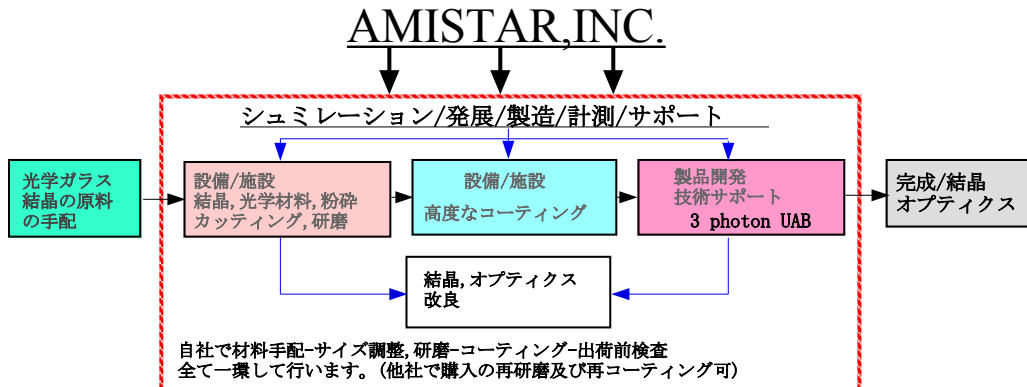 AMISTAR,INC.
シュミレーション/発展/製造/計測/サポート
光学ガラス
結晶の原料
の手配
設備/施設
結晶,光学材料,粉砕
カッティング,研磨
設備/施設
高度なコーティング
製品開発
技術サポート
3 photon UAB
完成/結晶
オプティクス
結晶,オプティクス
改良
自社で材料手配-サイズ調整,研磨-コーティング-出荷前検査
全て一環して行います。(他社で購入の再研磨及び再コーティング可)